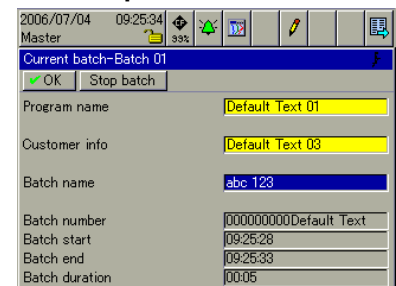 2006/07/04 09:25:34
Master 99%
Current batch-Batch 01
OK Stop batch
Program name Default Text 01
Customer info Default Text 03
Batch name abc 123
Batch number 000000000Default Text
Batch start 09:25:28
Batch end 09:25:33
Batch duration 00:05